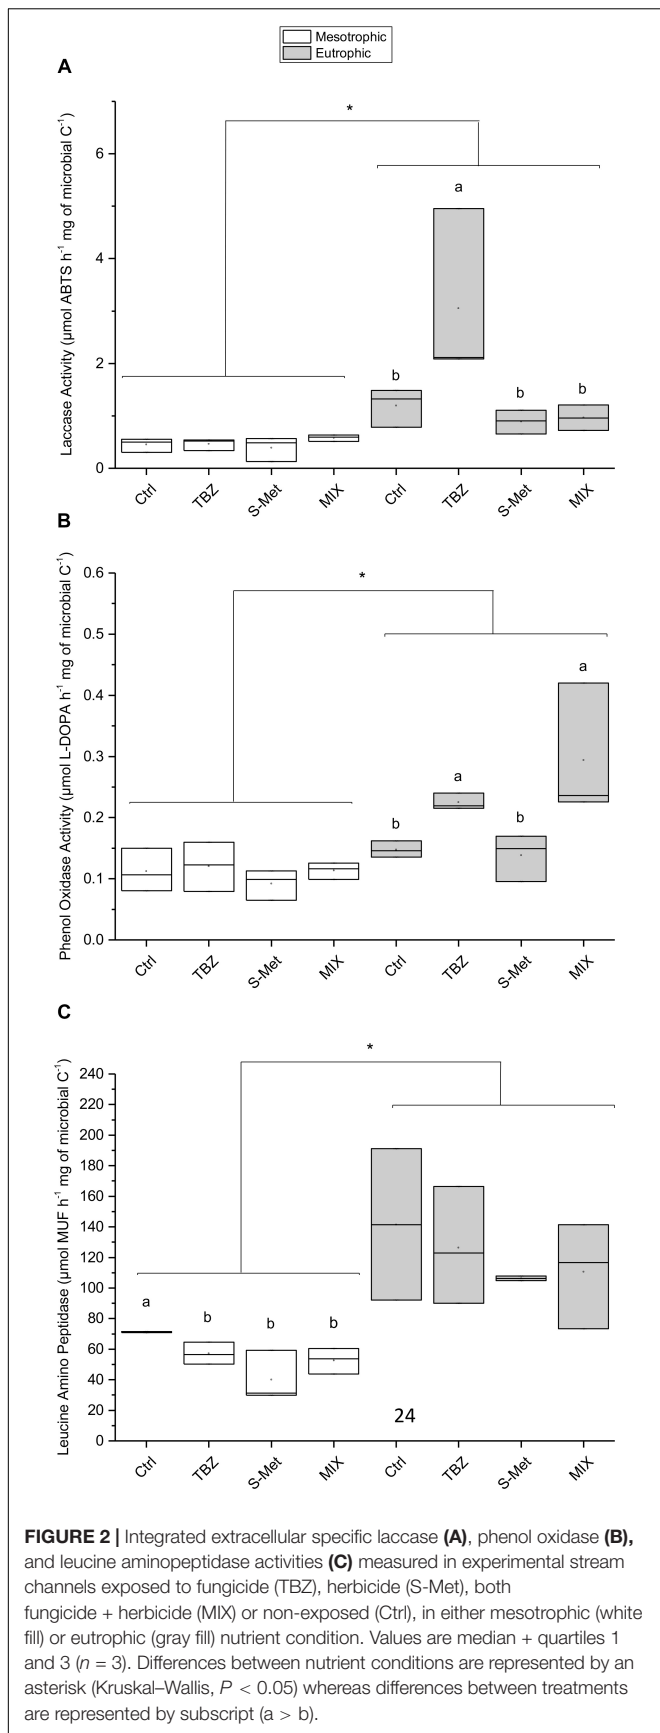 Mesotrophic
Eutrophic
A
Laccase Activity (µmol ABTS h⁻¹ mg of microbial C⁻¹)
6
4
2
0
*
a
b
b
b
Ctrl
TBZ
S-Met
MIX
Ctrl
TBZ
S-Met
MIX
B
Phenol Oxidase Activity (µmol L-DOPA h⁻¹ mg of microbial C⁻¹)
0.6
0.5
0.4
0.3
0.2
0.1
0.0
*
a
a
b
b
Ctrl
TBZ
S-Met
MIX
Ctrl
TBZ
S-Met
MIX
C
Leucine Amino Peptidase (µmol MUF h⁻¹ mg of microbial C⁻¹)
240
220
200
180
160
140
120
100
80
60
40
20
0
*
a
b
b
b
24
Ctrl
TBZ
S-Met
MIX
Ctrl
TBZ
S-Met
MIX
FIGURE 2 | Integrated extracellular specific laccase (A), phenol oxidase (B),
and leucine aminopeptidase activities (C) measured in experimental stream
channels exposed to fungicide (TBZ), herbicide (S-Met), both
fungicide + herbicide (MIX) or non-exposed (Ctrl), in either mesotrophic (white
fill) or eutrophic (gray fill) nutrient condition. Values are median + quartiles 1
and 3 (n = 3). Differences between nutrient conditions are represented by an
asterisk (Kruskal–Wallis, P < 0.05) whereas differences between treatments
are represented by subscript (a > b).